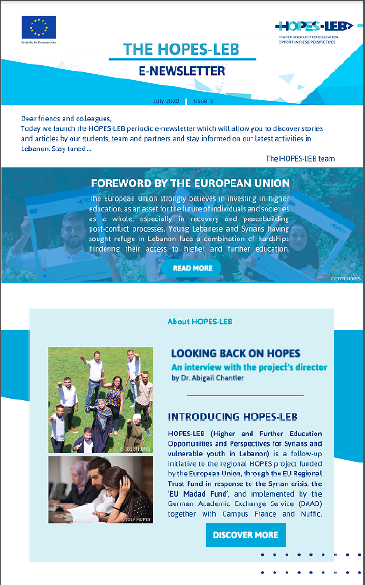 HOPES-LEB
HIGHER AND FURTHER EDUCATION
OPPORTUNITIES & PERSPECTIVES
Funded by the European Union
THE HOPES-LEB
E-NEWSLETTER
July 2020 | Issue 1
Dear friends and colleagues,
Today we launch the HOPES-LEB periodic e-newsletter which will allow you to discover stories
and articles by our students, team and partners and stay informed on our latest activities in
Lebanon. Stay tuned...
The HOPES-LEB team
FOREWORD BY THE EUROPEAN UNION
The European Union strongly believes in investing in higher
education, as an asset for the future of individuals and societies
as a whole, especially in recovery and peacebuilding
post-conflict processes. Young Lebanese and Syrians having
sought refuge in Lebanon face a combination of hardships
hindering their access to higher and further education.
READ MORE
©2019 HOPES
About HOPES-LEB
LOOKING BACK ON HOPES
An interview with the project's director
by Dr. Abigail Chantler
INTRODUCING HOPES-LEB
HOPES-LEB (Higher and Further Education
Opportunities and Perspectives for Syrians and
vulnerable youth in Lebanon) is a follow-up
initiative to the regional HOPES project funded
by the European Union, through the EU Regional
Trust fund in response to the Syrian crisis, the
'EU Madad Fund', and implemented by the
German Academic Exchange Service (DAAD)
together with Campus France and Nuffic.
DISCOVER MORE
©2019 HOPES